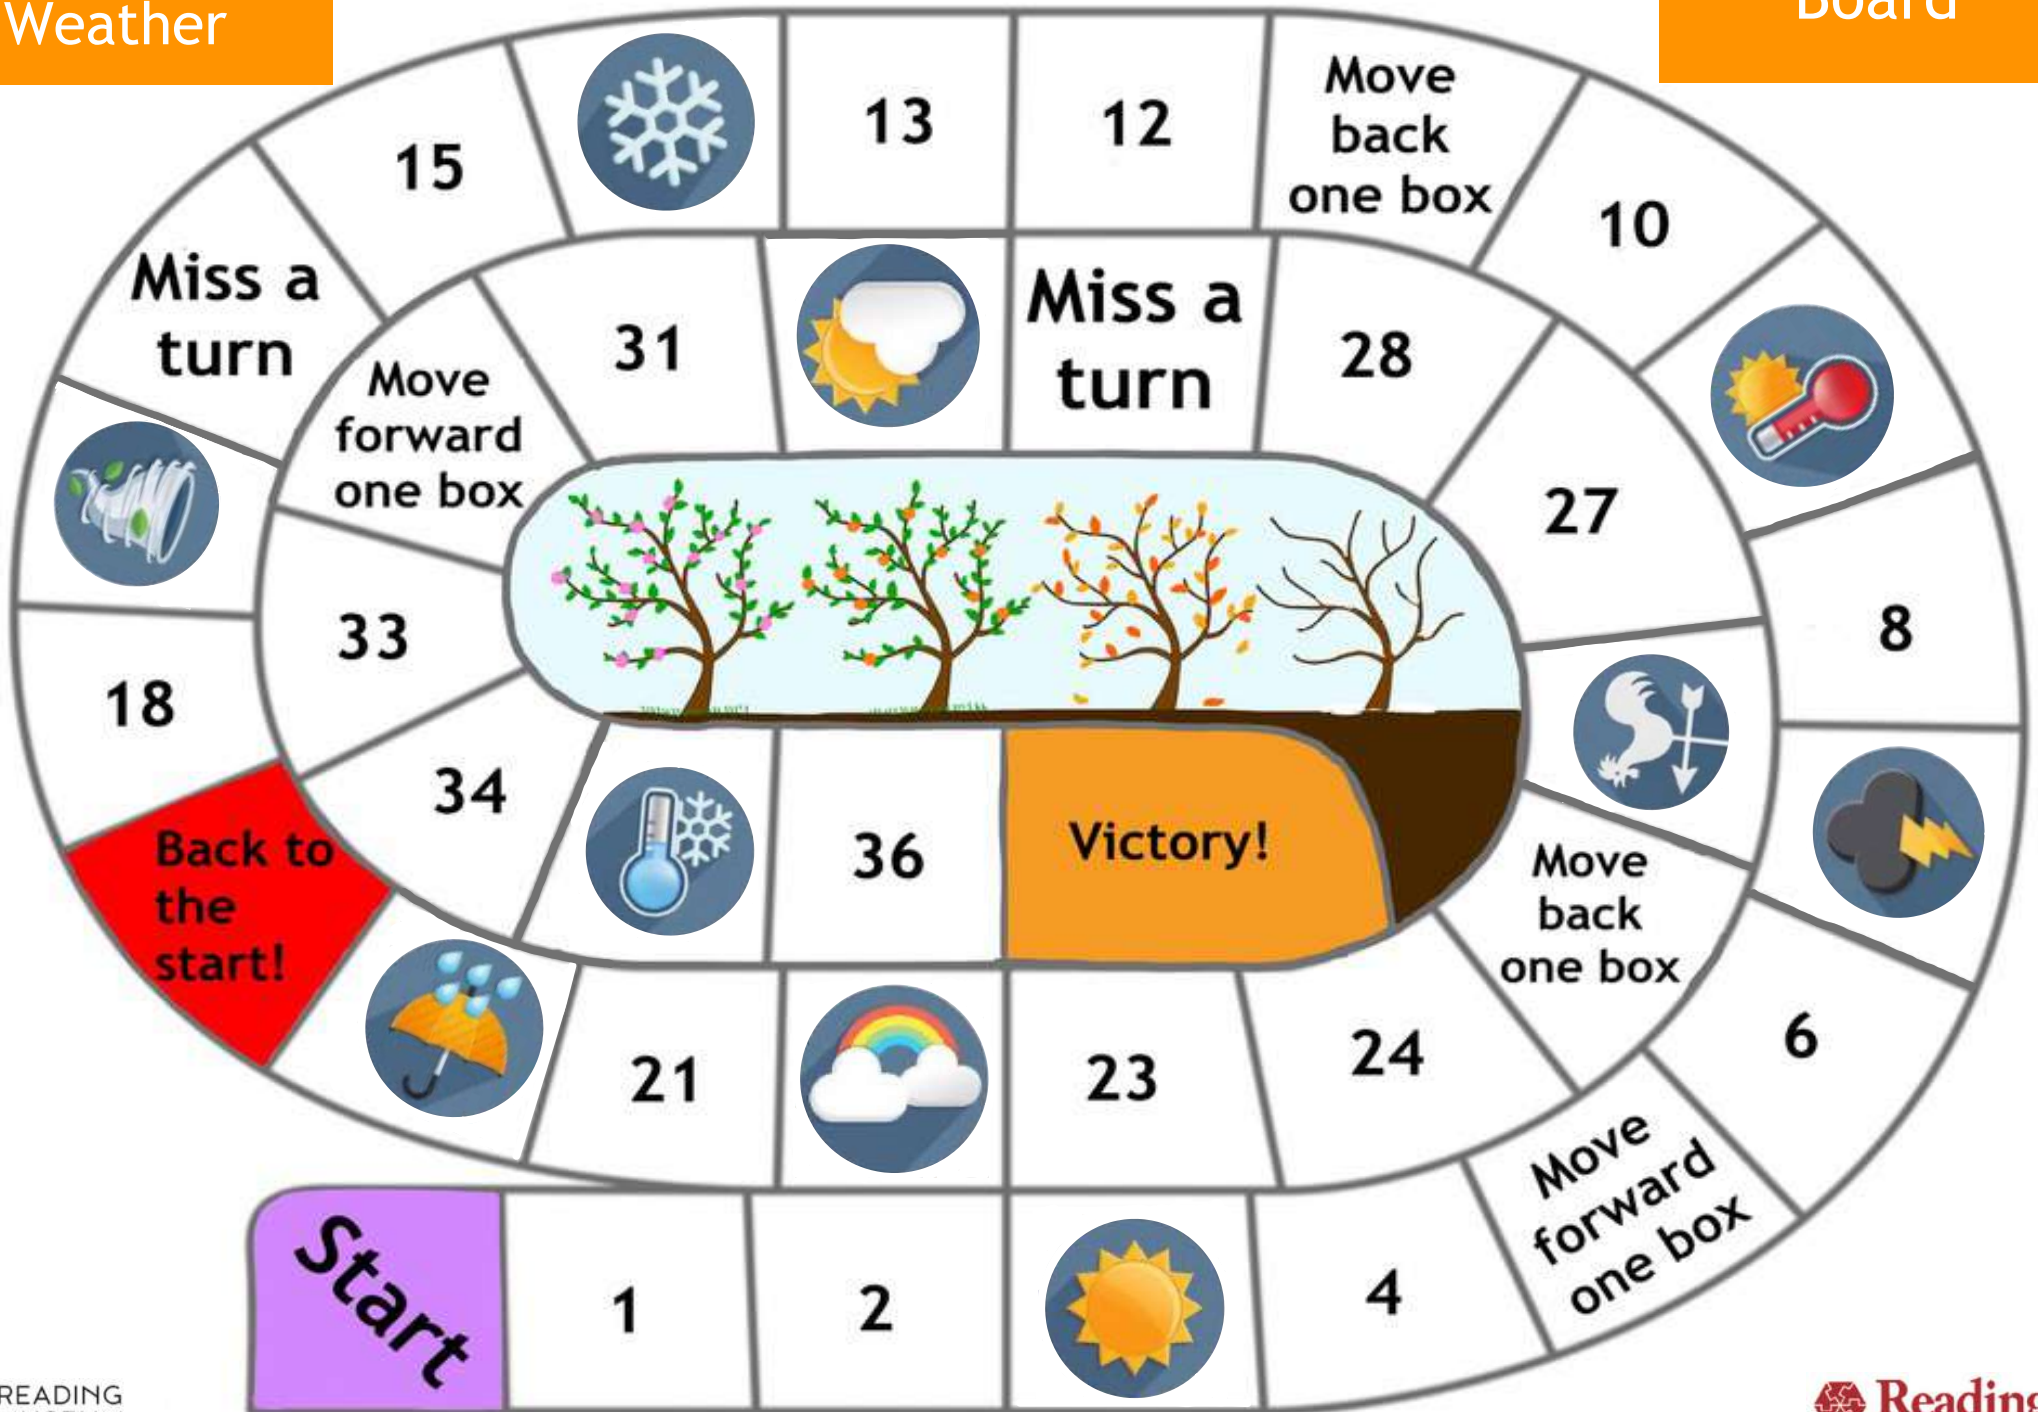 Weather
Board
15
13
12
Move
back
one box
10
Miss a
turn
Move
forward
one box
31
Miss a
turn
28
27
8
33
18
34
36
Victory!
Back to
the
start!
Move
back
one box
6
21
23
24
Move
forward
one box
Start
1
2
4
READING
Reading